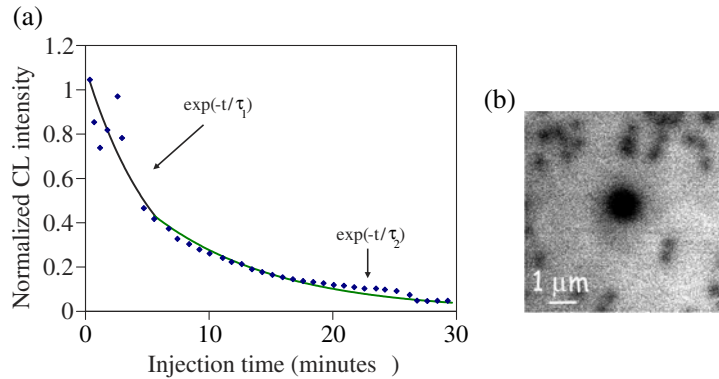 (a)
1.2
1
0.8
0.6
0.4
0.2
0
0
10
20
30
Normalized CL intensity
Injection time (minutes )
exp(-t/τ₁)
exp(-t/τ₂)
(b)
1 μm